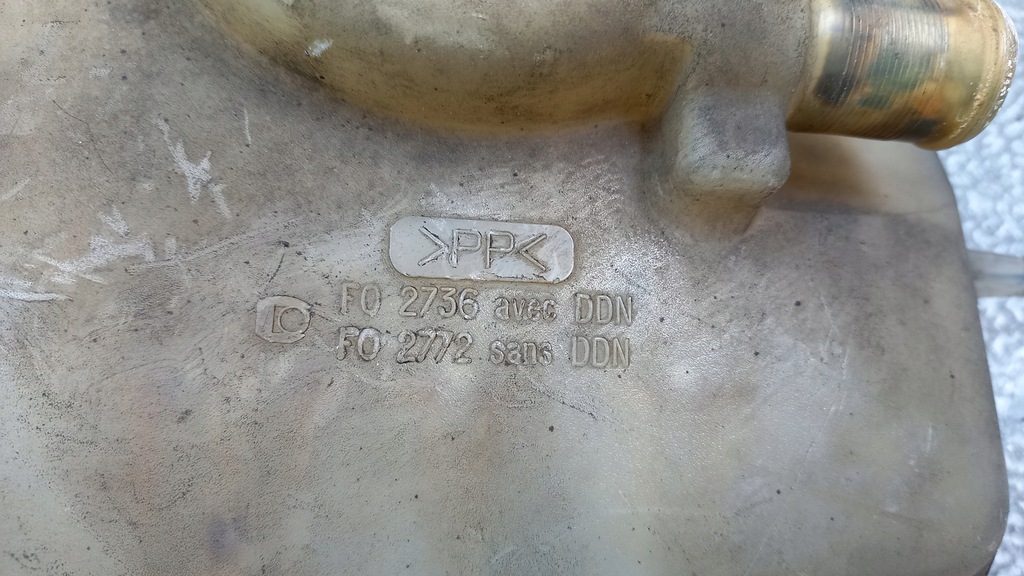 >PP<
FO 2736 avec DDN
FO 2772 sans DDN